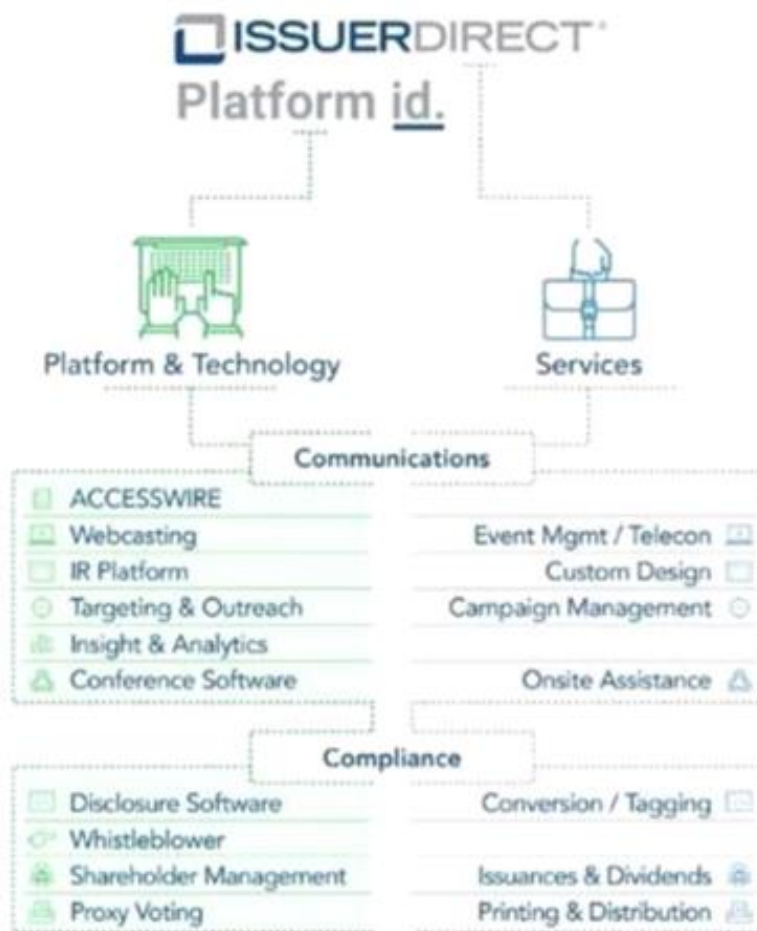 ISSUERDIRECT
Platform id.
Platform & Technology
Services
Communications
ACCESSWIRE
Webcasting
Event Mgmt / Telecon
IR Platform
Custom Design
Targeting & Outreach
Campaign Management
Insight & Analytics
Conference Software
Onsite Assistance
Compliance
Disclosure Software
Conversion / Tagging
Whistleblower
Shareholder Management
Issuances & Dividends
Proxy Voting
Printing & Distribution